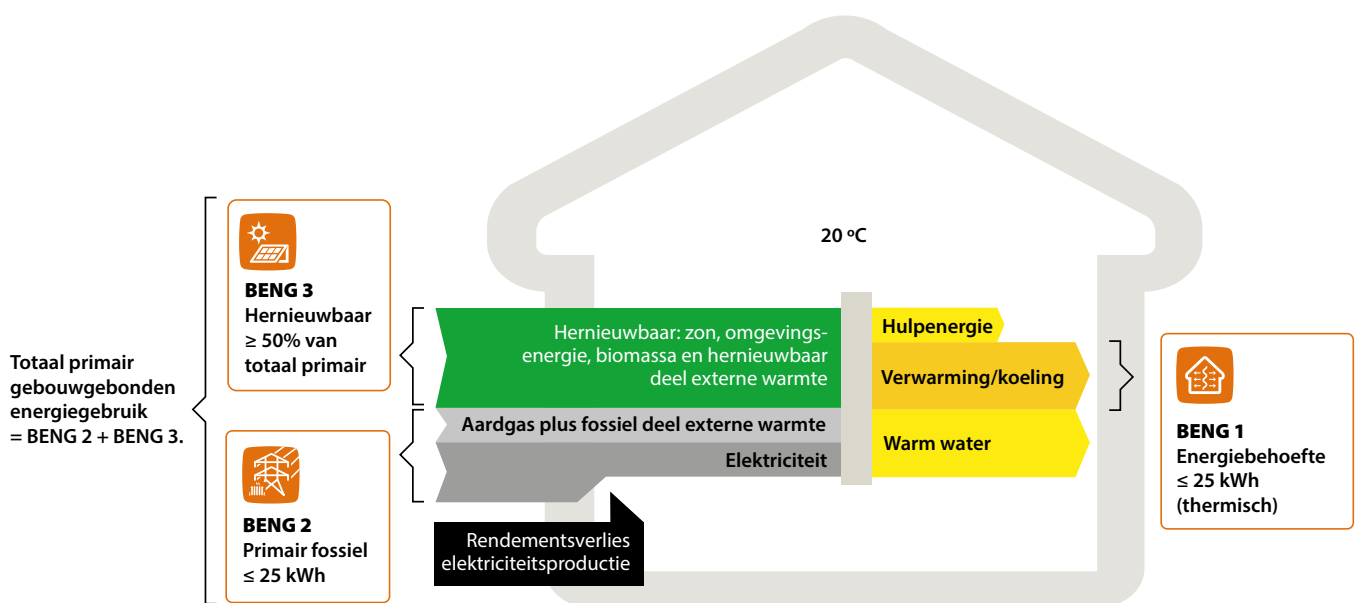 Totaal primair
gebouwgebonden
energiegebruik
= BENG 2 + BENG 3.
BENG 3
Hernieuwbaar
≥ 50% van
totaal primair
BENG 2
Primair fossiel
≤ 25 kWh
20 ºC
Hernieuwbaar: zon, omgevings-
energie, biomassa en hernieuwbaar
deel externe warmte
Aardgas plus fossiel deel externe warmte
Elektriciteit
Rendementsverlies
elektriciteitsproductie
Hulpenergie
Verwarming/koeling
Warm water
BENG 1
Energiebehoefte
≤ 25 kWh
(thermisch)